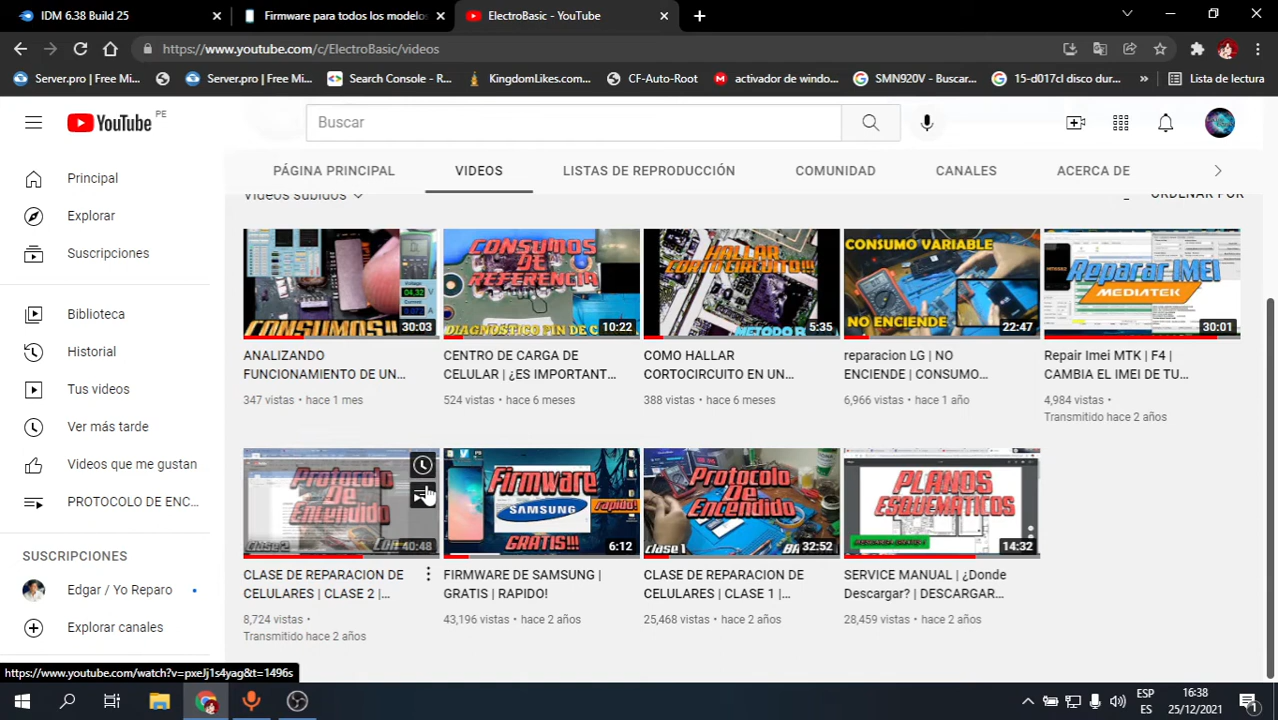 IDM 6.38 Build 25
Firmware para todos los modelos
ElectroBasic - YouTube
https://www.youtube.com/c/ElectroBasic/videos
Server.pro | Free Mi...
Server.pro | Free Mi...
Search Console - R...
KingdomLikes.com...
CF-Auto-Root
activador de windo...
SMN920V - Buscar...
15-d017cl disco dur...
»
Lista de lectura
YouTube PE
Buscar
PÁGINA PRINCIPAL
VIDEOS
LISTAS DE REPRODUCCIÓN
COMUNIDAD
CANALES
ACERCA DE
Principal
Explorar
Suscripciones
Biblioteca
Historial
Tus videos
Ver más tarde
Videos que me gustan
PROTOCOLO DE ENC...
SUSCRIPCIONES
Edgar / Yo Reparo
Explorar canales
Videos subidos
ORDENAR POR
CONSUMOS!!
30:03
ANALIZANDO
FUNCIONAMIENTO DE UN...
347 vistas • hace 1 mes
CONSUMOS
DE
REFERENCIA
DIAGNOSTICO PIN DE C
10:22
CENTRO DE CARGA DE
CELULAR | ¿ES IMPORTANT...
524 vistas • hace 6 meses
HALLAR
CORTOCIRCUITO!!!
METODO R
5:35
COMO HALLAR
CORTOCIRCUITO EN UN...
388 vistas • hace 6 meses
CONSUMO VARIABLE
NO ENCIENDE
22:47
reparacion LG | NO
ENCIENDE | CONSUMO...
6,966 vistas • hace 1 año
Reparar IMEI
MEDIATEK
30:01
Repair Imei MTK | F4 |
CAMBIA EL IMEI DE TU...
4,984 vistas •
Transmitido hace 2 años
Protocolo
De
Encendido
Clase 2
40:48
CLASE DE REPARACION DE
CELULARES | CLASE 2 |...
8,724 vistas •
Transmitido hace 2 años
Firmware
SAMSUNG
rapido!
GRATIS!!!
6:12
FIRMWARE DE SAMSUNG |
GRATIS | RAPIDO!
43,196 vistas • hace 2 años
Protocolo
De
Encendido
Clase 1
32:52
CLASE DE REPARACION DE
CELULARES | CLASE 1 |...
25,468 vistas • hace 2 años
PLANOS
ESQUEMATICOS
14:32
SERVICE MANUAL | ¿Donde
Descargar? | DESCARGAR...
28,459 vistas • hace 2 años
https://www.youtube.com/watch?v=pxeJj1s4yag&t=1496s
ESP
ES
16:38
25/12/2021
1